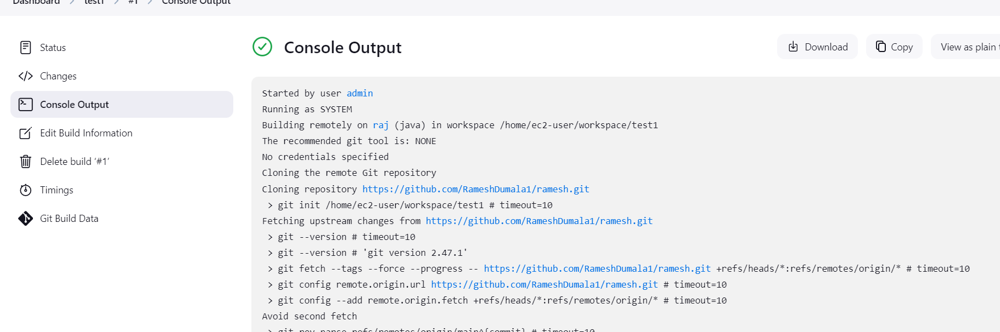 Dashboard > test1 > #1 > Console Output
Status
Changes
Console Output
Edit Build Information
Delete build ‘#1’
Timings
Git Build Data
Console Output
Download
Copy
View as plain
Started by user admin
Running as SYSTEM
Building remotely on raj (java) in workspace /home/ec2-user/workspace/test1
The recommended git tool is: NONE
No credentials specified
Cloning the remote Git repository
Cloning repository https://github.com/RameshDumala1/ramesh.git
> git init /home/ec2-user/workspace/test1 # timeout=10
Fetching upstream changes from https://github.com/RameshDumala1/ramesh.git
> git --version # timeout=10
> git --version # 'git version 2.47.1'
> git fetch --tags --force --progress -- https://github.com/RameshDumala1/ramesh.git +refs/heads/*:refs/remotes/origin/* # timeout=10
> git config remote.origin.url https://github.com/RameshDumala1/ramesh.git # timeout=10
> git config --add remote.origin.fetch +refs/heads/*:refs/remotes/origin/* # timeout=10
Avoid second fetch
> git rev-parse refs/remotes/origin/main^{commit} # timeout=10